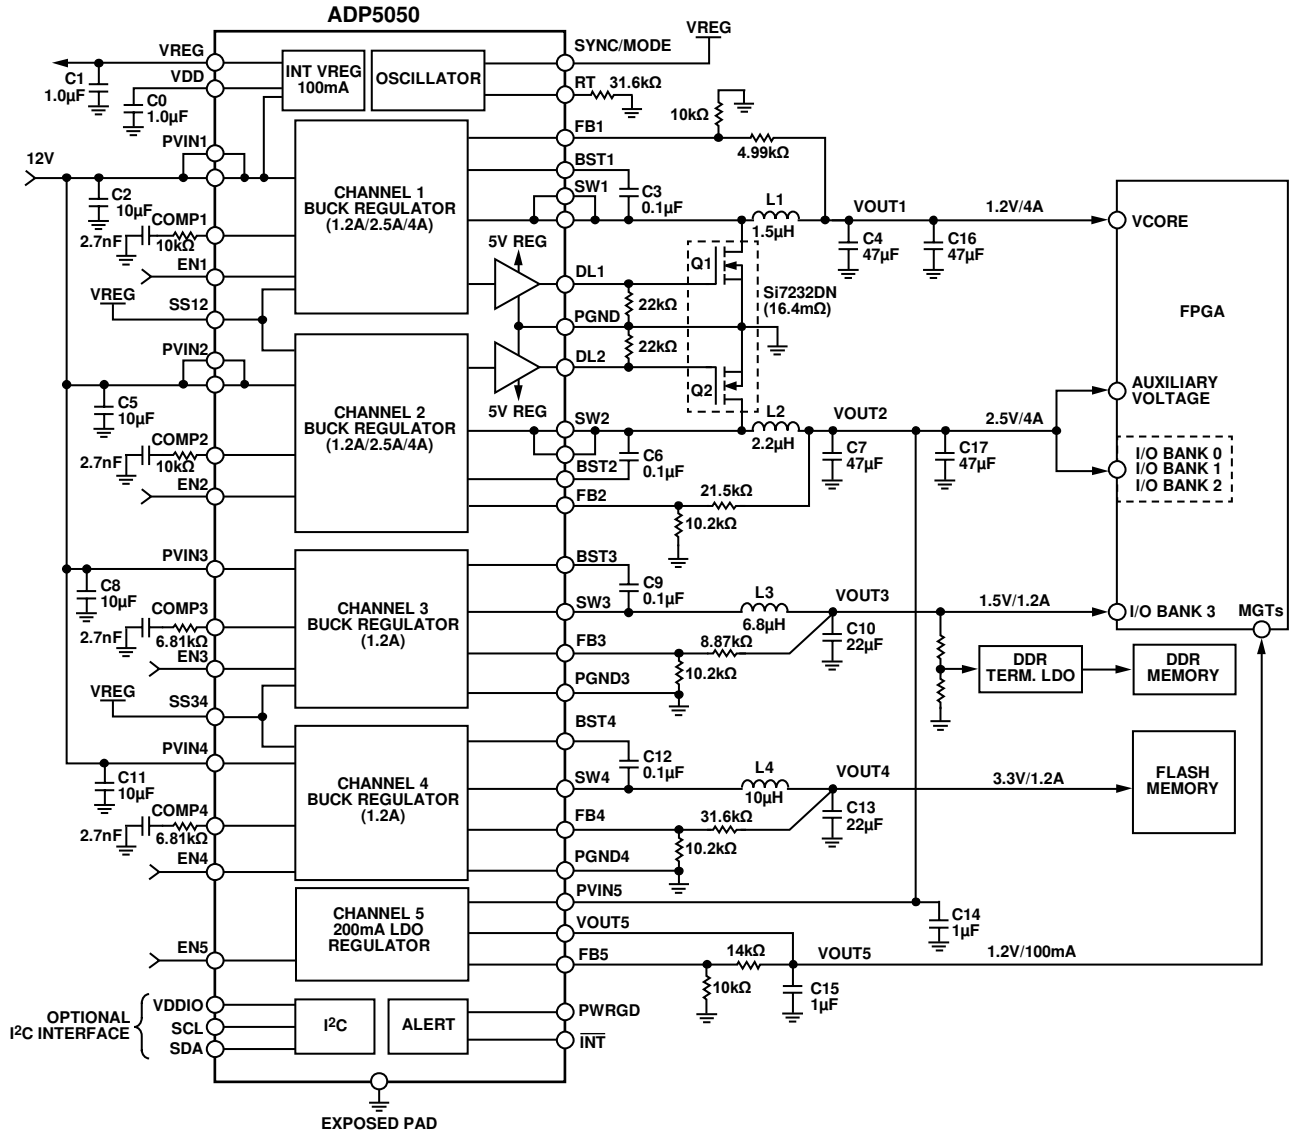 ADP5050
VREG
VDD
C1
1.0µF
C0
1.0µF
INT VREG
100mA
OSCILLATOR
SYNC/MODE
VREG
RT
31.6kΩ
FB1
10kΩ
4.99kΩ
PVIN1
12V
C2
10µF
COMP1
2.7nF
10kΩ
EN1
VREG
SS12
CHANNEL 1
BUCK REGULATOR
(1.2A/2.5A/4A)
BST1
SW1
C3
0.1µF
L1
1.5µH
VOUT1
1.2V/4A
C4
47µF
C16
47µF
VCORE
FPGA
5V REG
DL1
22kΩ
PGND
22kΩ
DL2
5V REG
Q1
Si7232DN
(16.4mΩ)
Q2
PVIN2
C5
10µF
COMP2
2.7nF
10kΩ
EN2
CHANNEL 2
BUCK REGULATOR
(1.2A/2.5A/4A)
SW2
BST2
C6
0.1µF
FB2
21.5kΩ
10.2kΩ
L2
2.2µH
VOUT2
2.5V/4A
C7
47µF
C17
47µF
AUXILIARY
VOLTAGE
I/O BANK 0
I/O BANK 1
I/O BANK 2
PVIN3
C8
10µF
COMP3
2.7nF
6.81kΩ
EN3
VREG
SS34
CHANNEL 3
BUCK REGULATOR
(1.2A)
BST3
SW3
C9
0.1µF
FB3
8.87kΩ
10.2kΩ
PGND3
L3
6.8µH
VOUT3
1.5V/1.2A
C10
22µF
I/O BANK 3
MGTs
DDR
TERM. LDO
DDR
MEMORY
PVIN4
C11
10µF
COMP4
2.7nF
6.81kΩ
EN4
CHANNEL 4
BUCK REGULATOR
(1.2A)
BST4
SW4
C12
0.1µF
FB4
31.6kΩ
10.2kΩ
PGND4
L4
10µH
VOUT4
3.3V/1.2A
C13
22µF
FLASH
MEMORY
EN5
CHANNEL 5
200mA LDO
REGULATOR
PVIN5
VOUT5
FB5
14kΩ
10kΩ
VOUT5
C15
1µF
C14
1µF
1.2V/100mA
OPTIONAL
I²C INTERFACE
VDDIO
SCL
SDA
I²C
ALERT
PWRGD
INT
EXPOSED PAD